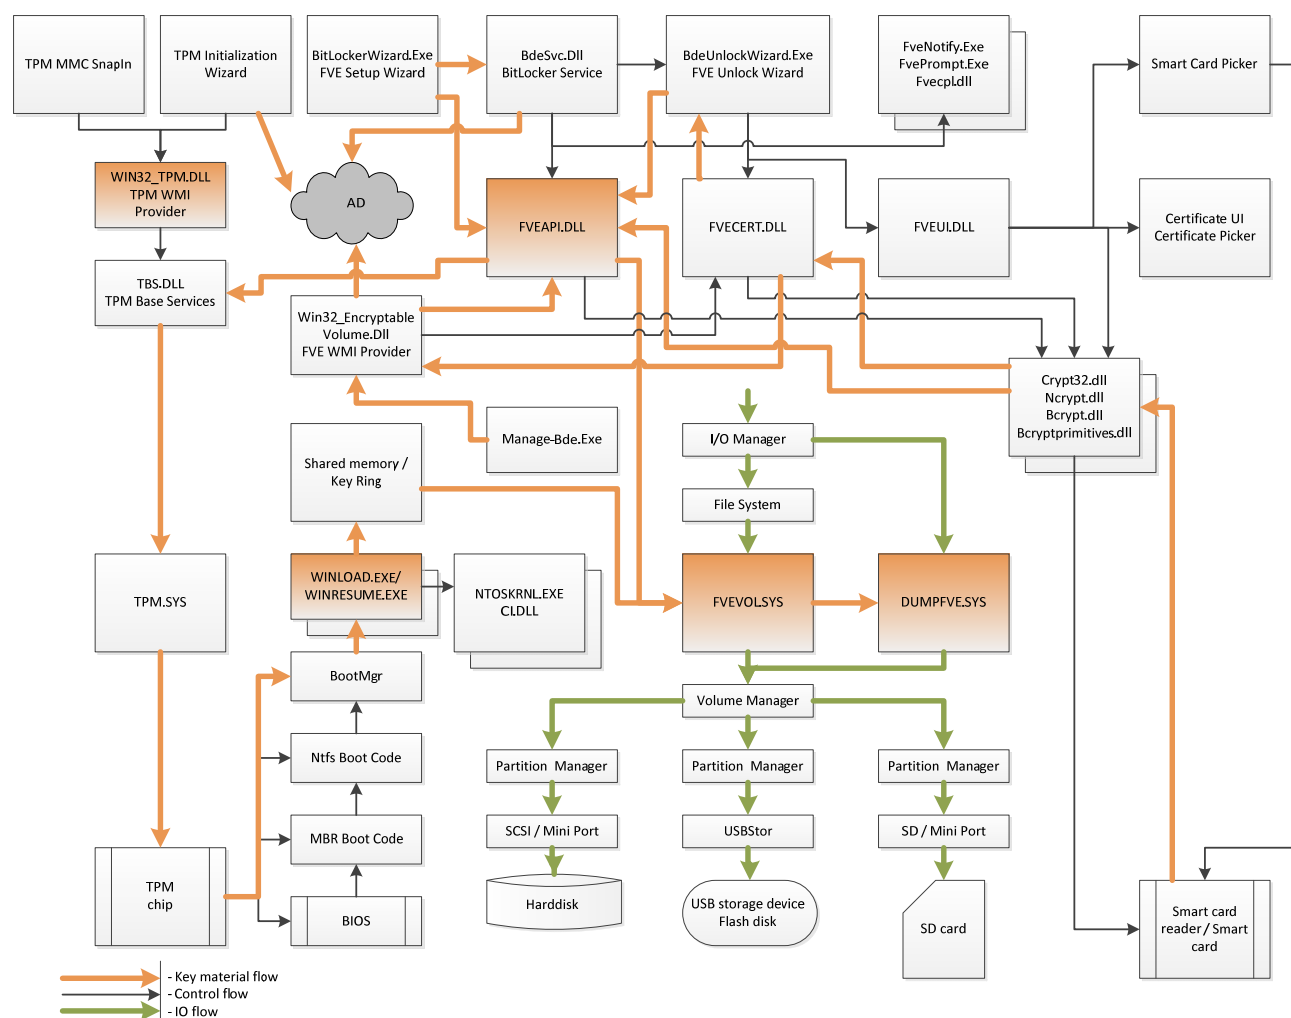 TPM MMC SnapIn
TPM Initialization
Wizard
BitLockerWizard.Exe
FVE Setup Wizard
BdeSvc.Dll
BitLocker Service
BdeUnlockWizard.Exe
FVE Unlock Wizard
FveNotify.Exe
FvePrompt.Exe
Fvecpl.dll
Smart Card Picker
WIN32_TPM.DLL
TPM WMI
Provider
AD
FVEAPI.DLL
FVECERT.DLL
FVEUI.DLL
Certificate UI
Certificate Picker
TBS.DLL
TPM Base Services
Win32_Encryptable
Volume.Dll
FVE WMI Provider
Crypt32.dll
Ncrypt.dll
Bcrypt.dll
Bcryptprimitives.dll
Manage-Bde.Exe
I/O Manager
Shared memory /
Key Ring
File System
TPM.SYS
WINLOAD.EXE/
WINRESUME.EXE
NTOSKRNL.EXE
CI.DLL
FVEVOL.SYS
DUMPFVE.SYS
BootMgr
Volume Manager
Ntfs Boot Code
Partition Manager
Partition Manager
Partition Manager
MBR Boot Code
SCSI / Mini Port
USBStor
SD / Mini Port
TPM
chip
BIOS
Harddisk
USB storage device
Flash disk
SD card
Smart card
reader / Smart
card
- Key material flow
- Control flow
- IO flow